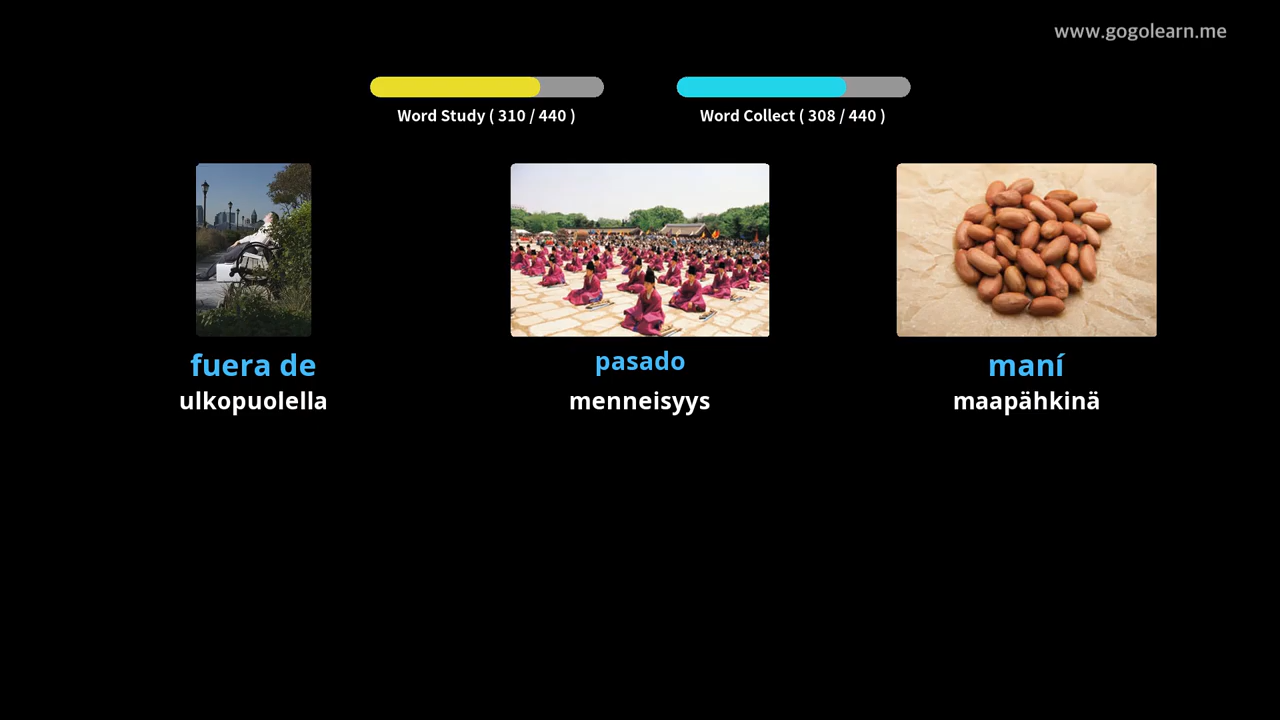 www.gogolearn.me
Word Study ( 310 / 440 )
Word Collect ( 308 / 440 )
fuera de
ulkopuolella
pasado
menneisyys
maní
maapähkinä